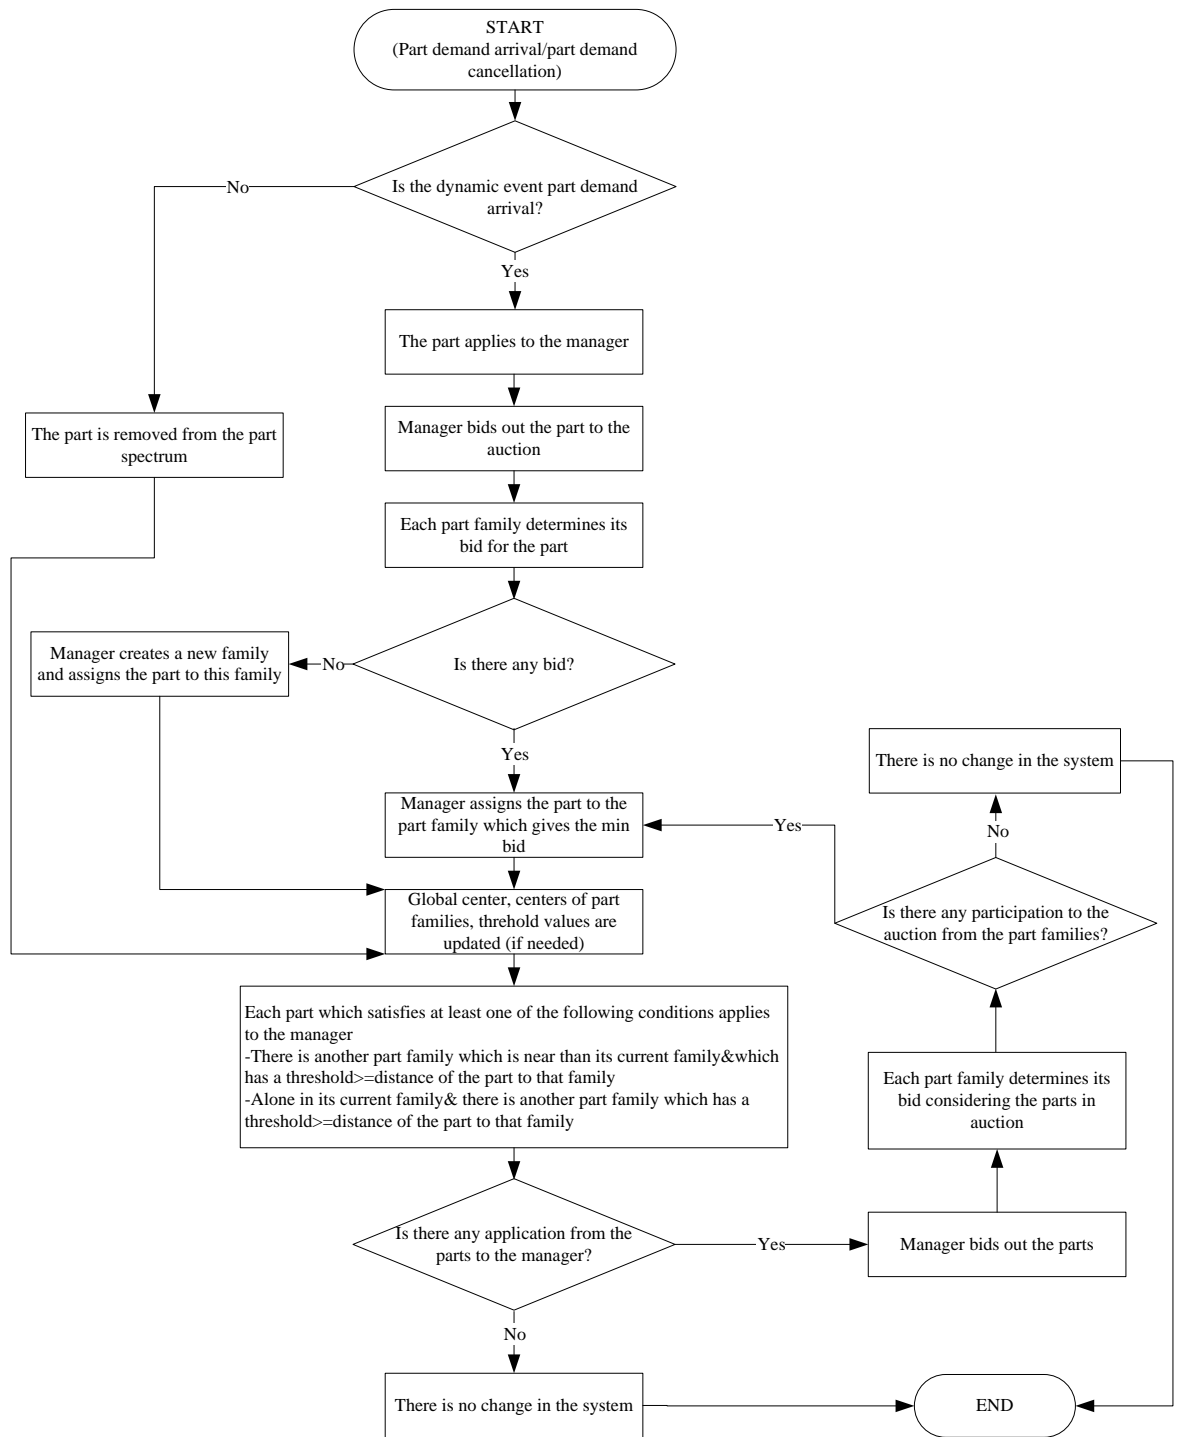 START
(Part demand arrival/part demand
cancellation)
Is the dynamic event part demand
arrival?
No
Yes
The part applies to the manager
Manager bids out the part to the
auction
The part is removed from the part
spectrum
Each part family determines its
bid for the part
Is there any bid?
No
Manager creates a new family
and assigns the part to this family
Yes
Manager assigns the part to the
part family which gives the min
bid
Global center, centers of part
families, threhold values are
updated (if needed)
Each part which satisfies at least one of the following conditions applies
to the manager
-There is another part family which is near than its current family&which
has a threshold>=distance of the part to that family
-Alone in its current family& there is another part family which has a
threshold>=distance of the part to that family
Is there any application from the
parts to the manager?
Yes
Manager bids out the parts
Each part family determines its
bid considering the parts in
auction
Is there any participation to the
auction from the part families?
Yes
No
There is no change in the system
No
There is no change in the system
END